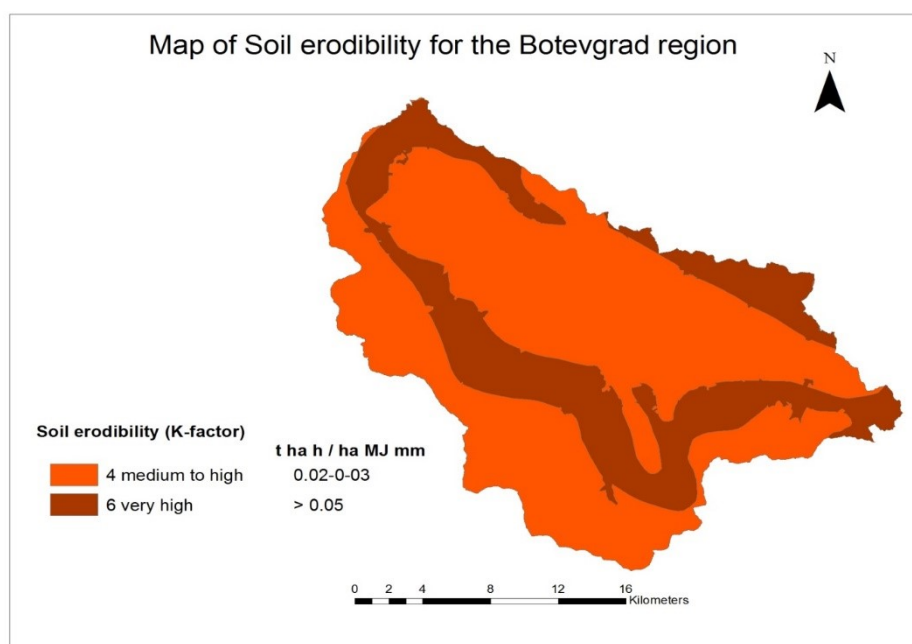 Map of Soil erodibility for the Botevgrad region
N
Soil erodibility (K-factor)
t ha h / ha MJ mm
4 medium to high 0.02-0-03
6 very high > 0.05
0 2 4 8 12 16
Kilometers